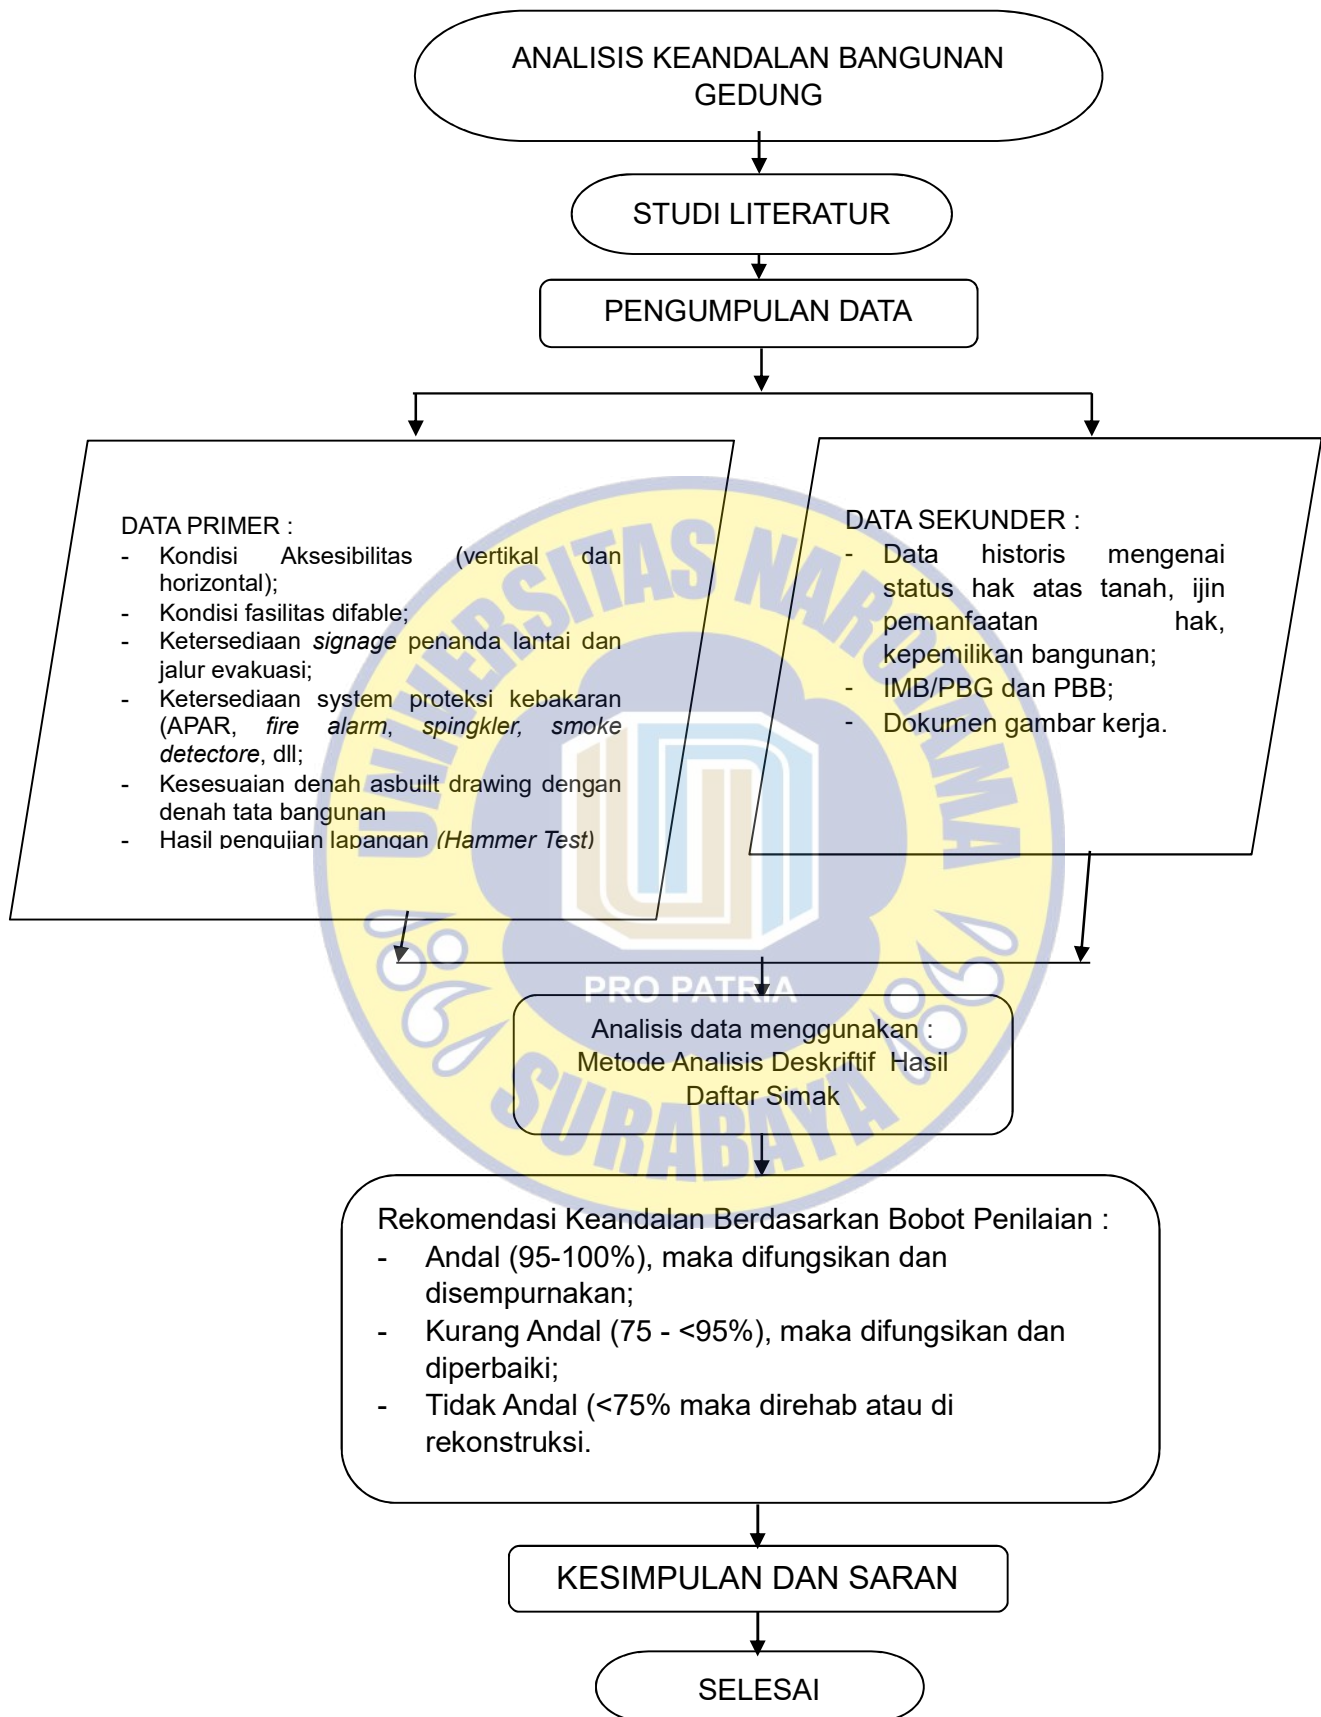 ANALISIS KEANDALAN BANGUNAN
GEDUNG
STUDI LITERATUR
PENGUMPULAN DATA
DATA PRIMER :
- Kondisi Aksesibilitas (vertikal dan
horizontal);
- Kondisi fasilitas difable;
- Ketersediaan signage penanda lantai dan
jalur evakuasi;
- Ketersediaan system proteksi kebakaran
(APAR, fire alarm, spingkler, smoke
detectore, dll;
- Kesesuaian denah asbuilt drawing dengan
denah tata bangunan
- Hasil pengujian lapangan (Hammer Test)
DATA SEKUNDER :
- Data historis mengenai
status hak atas tanah, ijin
pemanfaatan hak,
kepemilikan bangunan;
- IMB/PBG dan PBB;
- Dokumen gambar kerja.
UNIVERSITAS NAROTAMA
PRO PATRIA
SURABAYA
Analisis data menggunakan :
Metode Analisis Deskriftif Hasil
Daftar Simak
Rekomendasi Keandalan Berdasarkan Bobot Penilaian :
- Andal (95-100%), maka difungsikan dan
disempurnakan;
- Kurang Andal (75 - <95%), maka difungsikan dan
diperbaiki;
- Tidak Andal (<75% maka direhab atau di
rekonstruksi.
KESIMPULAN DAN SARAN
SELESAI